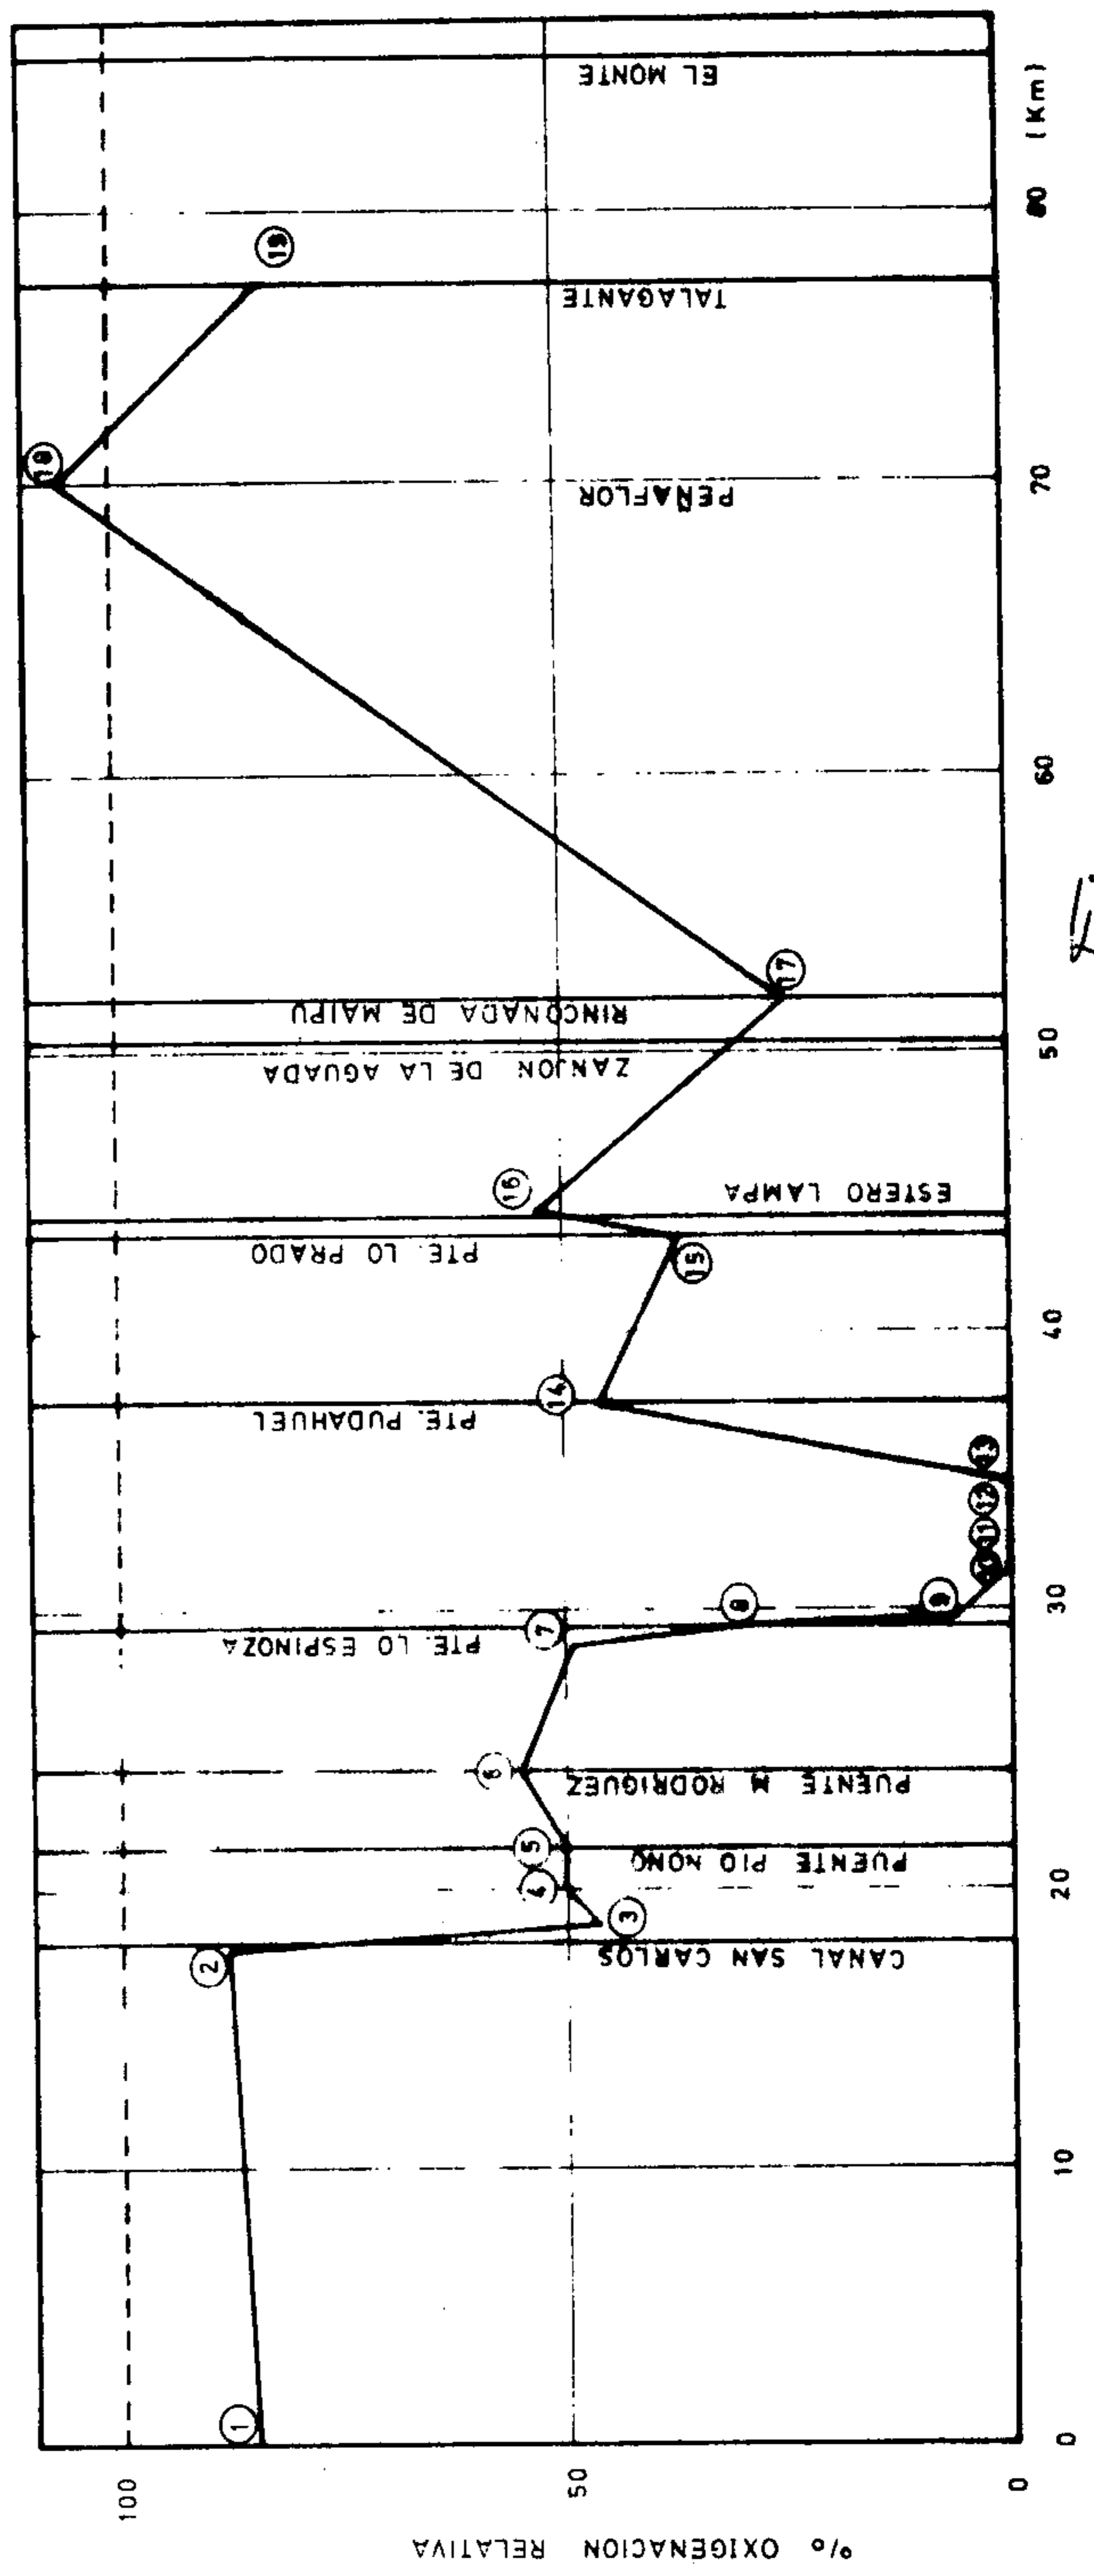 % OXIGENACION RELATIVA
100
50
0
0
10
20
30
40
50
60
70
80 (Km)
CANAL SAN CARLOS
PUENTE PIO NONO
PUENTE M RODRIGUEZ
PTE. LO ESPINOZA
PTE. PUDAHUEL
PTE. LO PRADO
ESTERO LAMPA
ZANJON DE LA AGUADA
RINCONADA DE MAIPU
PEÑAFLOR
TALAGANTE
EL MONTE
1
2
3
4
5
6
7
8
9
10
11
12
13
14
15
16
17
18
19